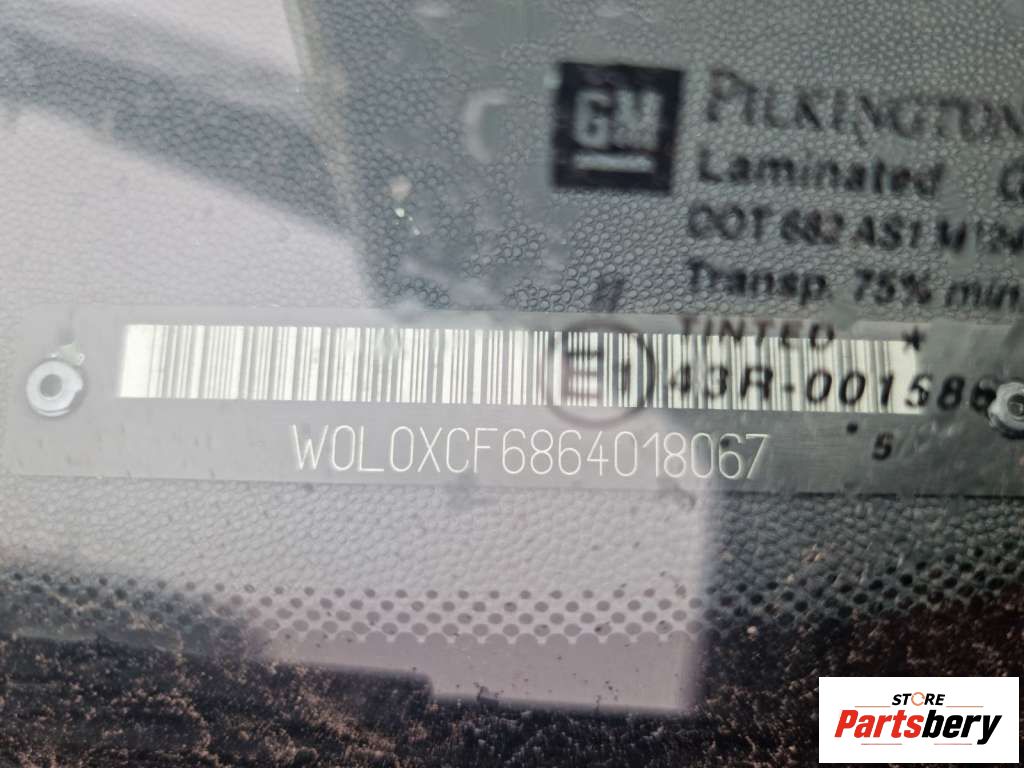 GM
PILKINGTON
Laminated
DOT 682 AS1
Transp. 75% min.
TINTED *
E1 43R-001586
W0L0XCF6864018067
STORE
Partsbery